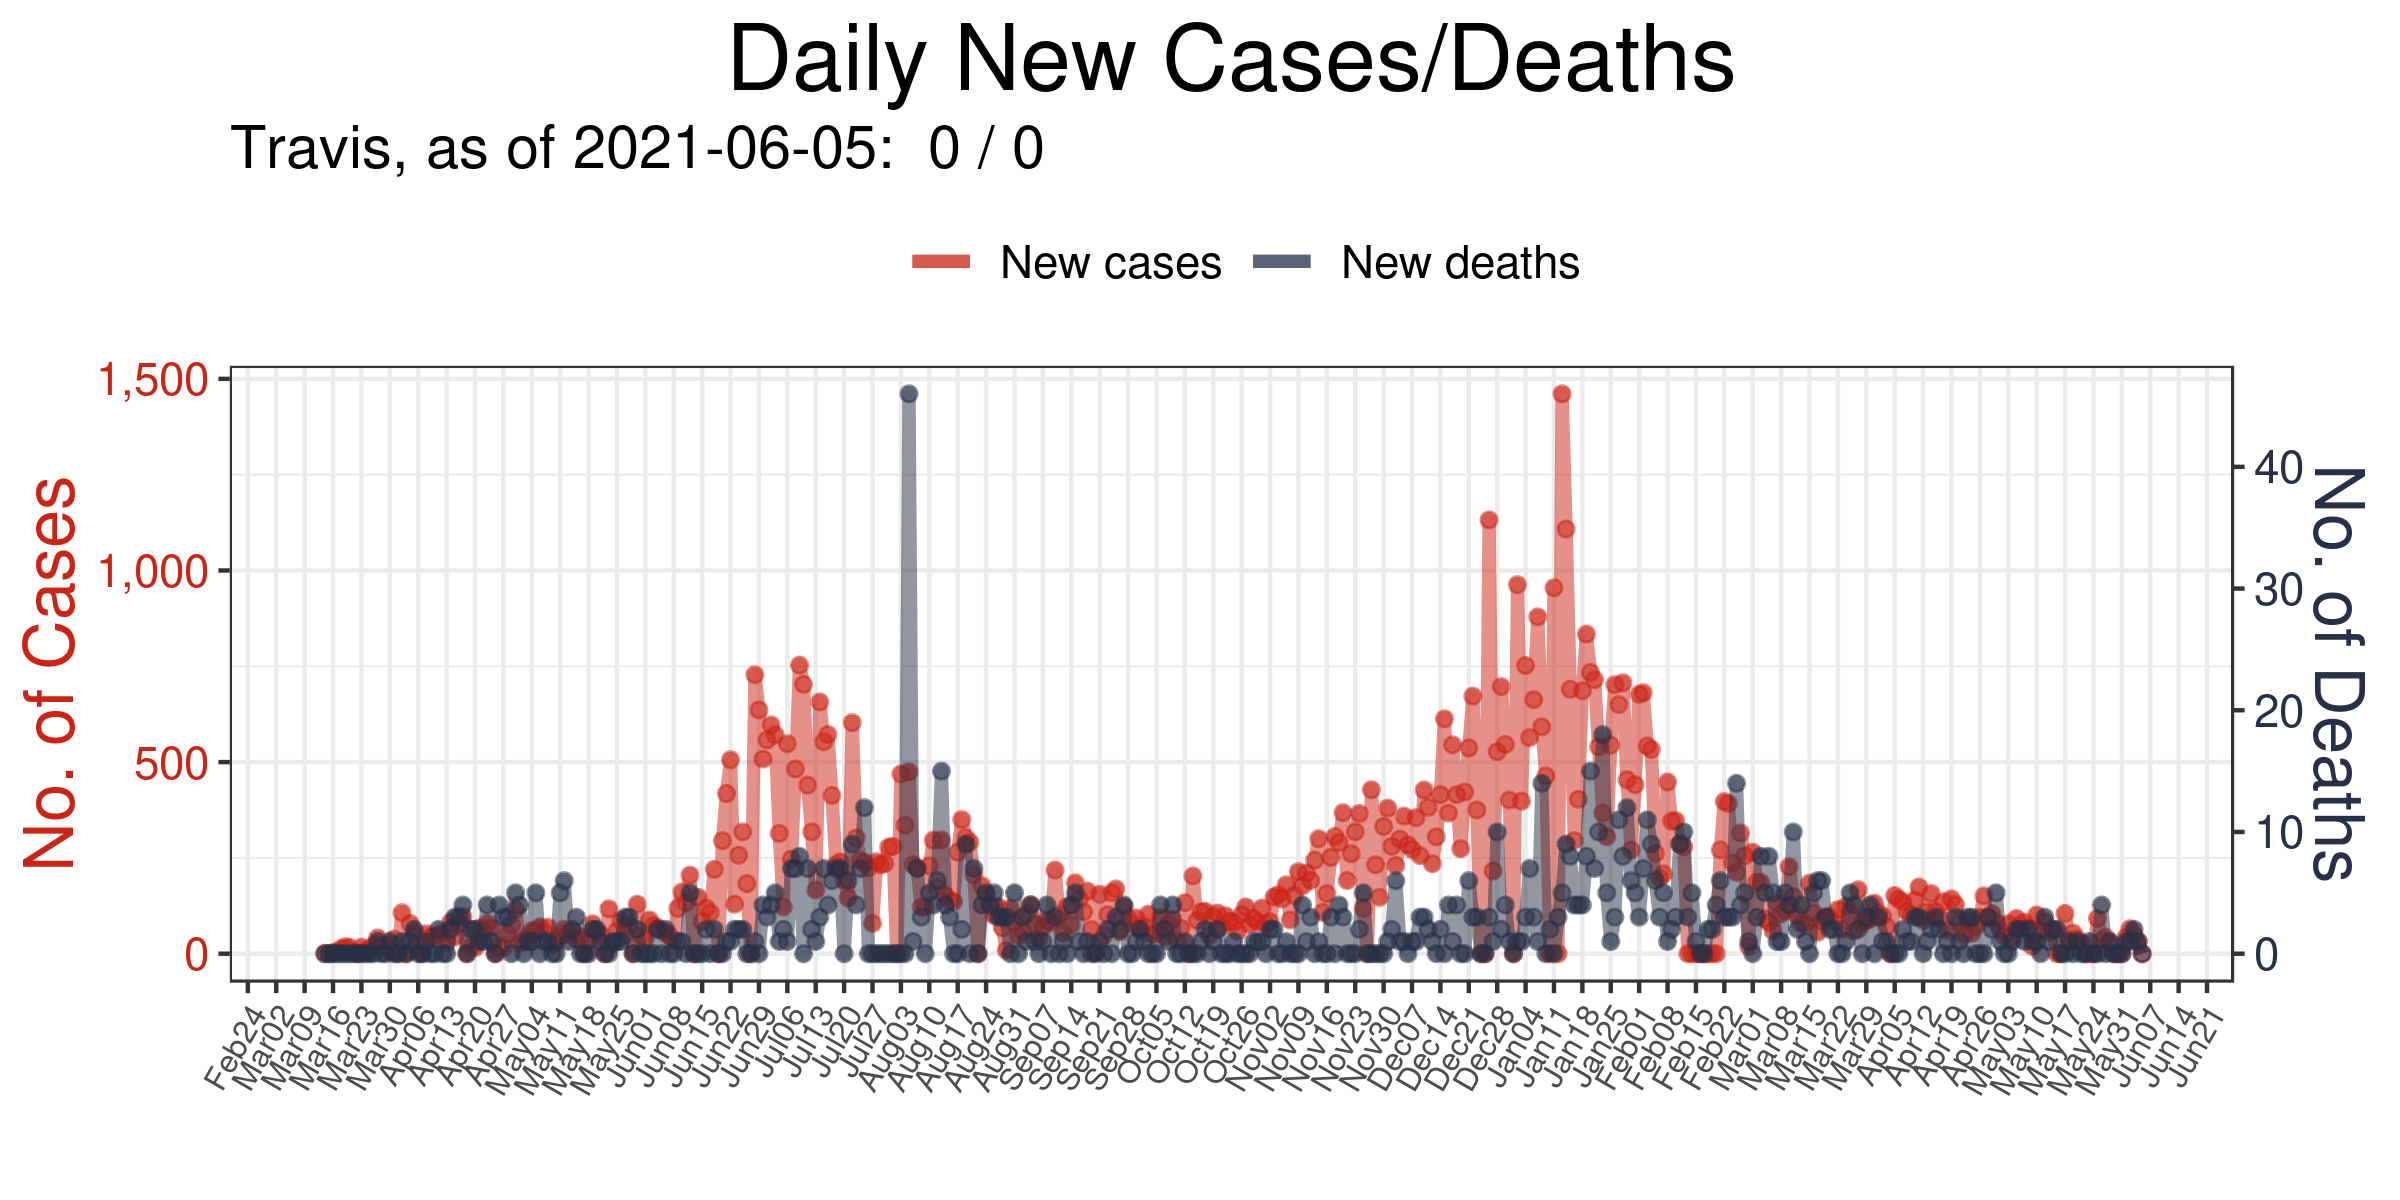 Daily New Cases/Deaths
Travis, as of 2021-06-05:  0 / 0
New cases New deaths
No. of Cases
1,500
1,000
500
0
40
30
20
10
0
No. of Deaths
Feb24 Mar02 Mar09 Mar16 Mar23 Mar30 Apr06 Apr13 Apr20 Apr27 May04 May11 May18 May25 Jun01 Jun08 Jun15 Jun22 Jun29 Jul06 Jul13 Jul20 Jul27 Aug03 Aug10 Aug17 Aug24 Aug31 Sep07 Sep14 Sep21 Sep28 Oct05 Oct12 Oct19 Oct26 Nov02 Nov09 Nov16 Nov23 Nov30 Dec07 Dec14 Dec21 Dec28 Jan04 Jan11 Jan18 Jan25 Feb01 Feb08 Feb15 Feb22 Mar01 Mar08 Mar15 Mar22 Mar29 Apr05 Apr12 Apr19 Apr26 May03 May10 May17 May24 May31 Jun07 Jun14 Jun21